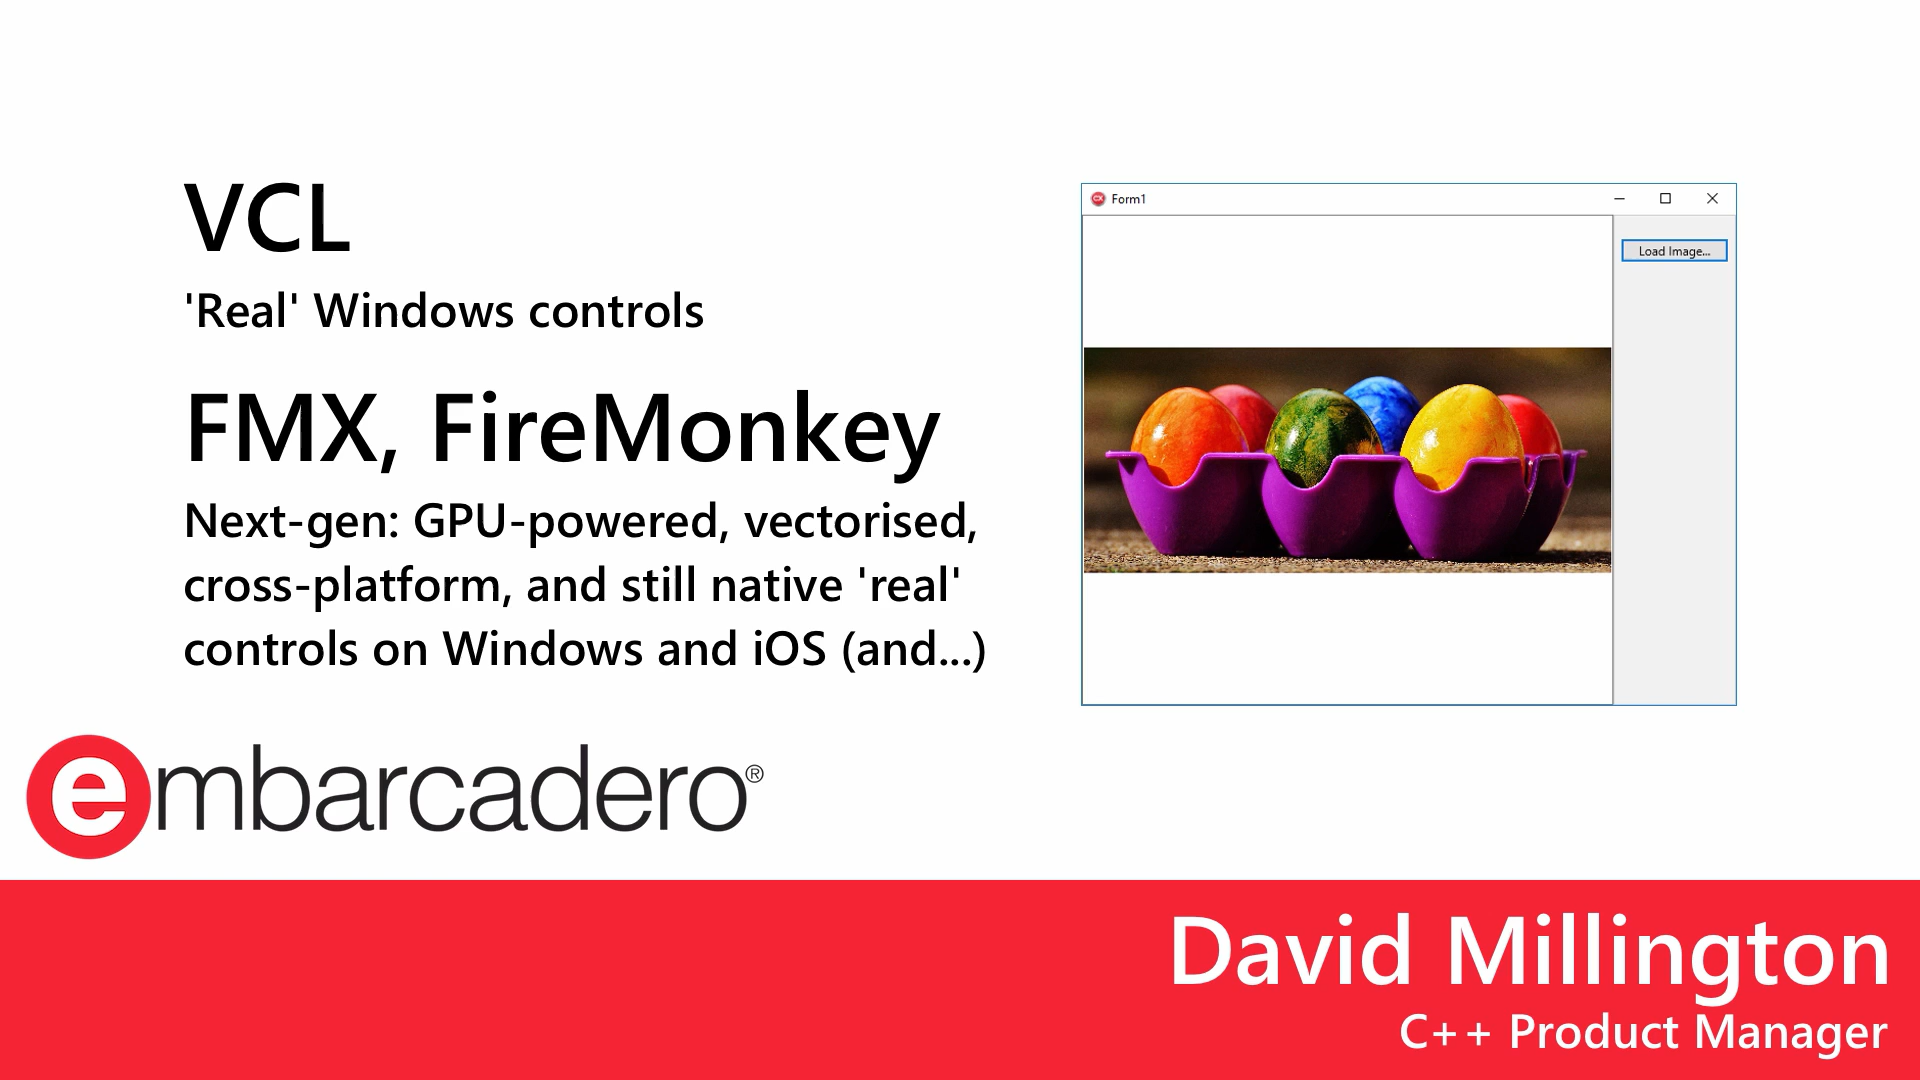 VCL
'Real' Windows controls
FMX, FireMonkey
Next-gen: GPU-powered, vectorised,
cross-platform, and still native 'real'
controls on Windows and iOS (and...)
Form1
Load Image...
embarcadero®
David Millington
C++ Product Manager